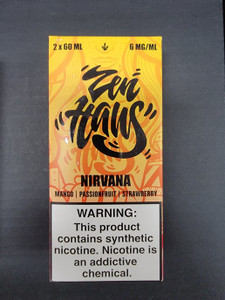 2 x 60 ML 6 MG/ML
Zen
Haus
NIRVANA
MANGO | PASSIONFRUIT | STRAWBERRY
WARNING:
This product
contains synthetic
nicotine. Nicotine is
an addictive
chemical.